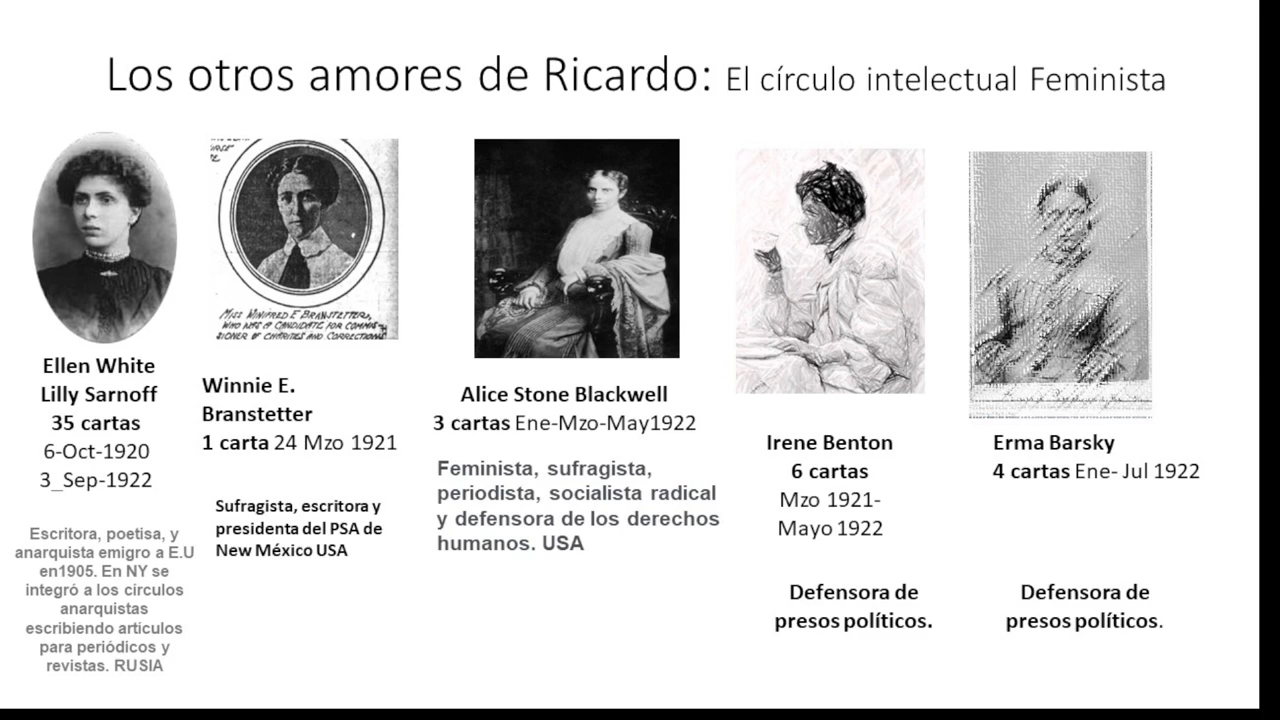 Los otros amores de Ricardo: El círculo intelectual Feminista
MISS WINIFRED E BRANSTETTER,
WHO WAS A CANDIDATE FOR COMMIS-
SIONER OF CHARITIES AND CORRECTIONS
Ellen White
Lilly Sarnoff
35 cartas
6-Oct-1920
3_Sep-1922
Escritora, poetisa, y
anarquista emigro a E.U
en1905. En NY se
integró a los circulos
anarquistas
escribiendo artículos
para periódicos y
revistas. RUSIA
Winnie E.
Branstetter
1 carta 24 Mzo 1921
Sufragista, escritora y
presidenta del PSA de
New México USA
Alice Stone Blackwell
3 cartas Ene-Mzo-May1922
Feminista, sufragista,
periodista, socialista radical
y defensora de los derechos
humanos. USA
Irene Benton
6 cartas
Mzo 1921-
Mayo 1922
Defensora de
presos políticos.
Erma Barsky
4 cartas Ene- Jul 1922
Defensora de
presos políticos.